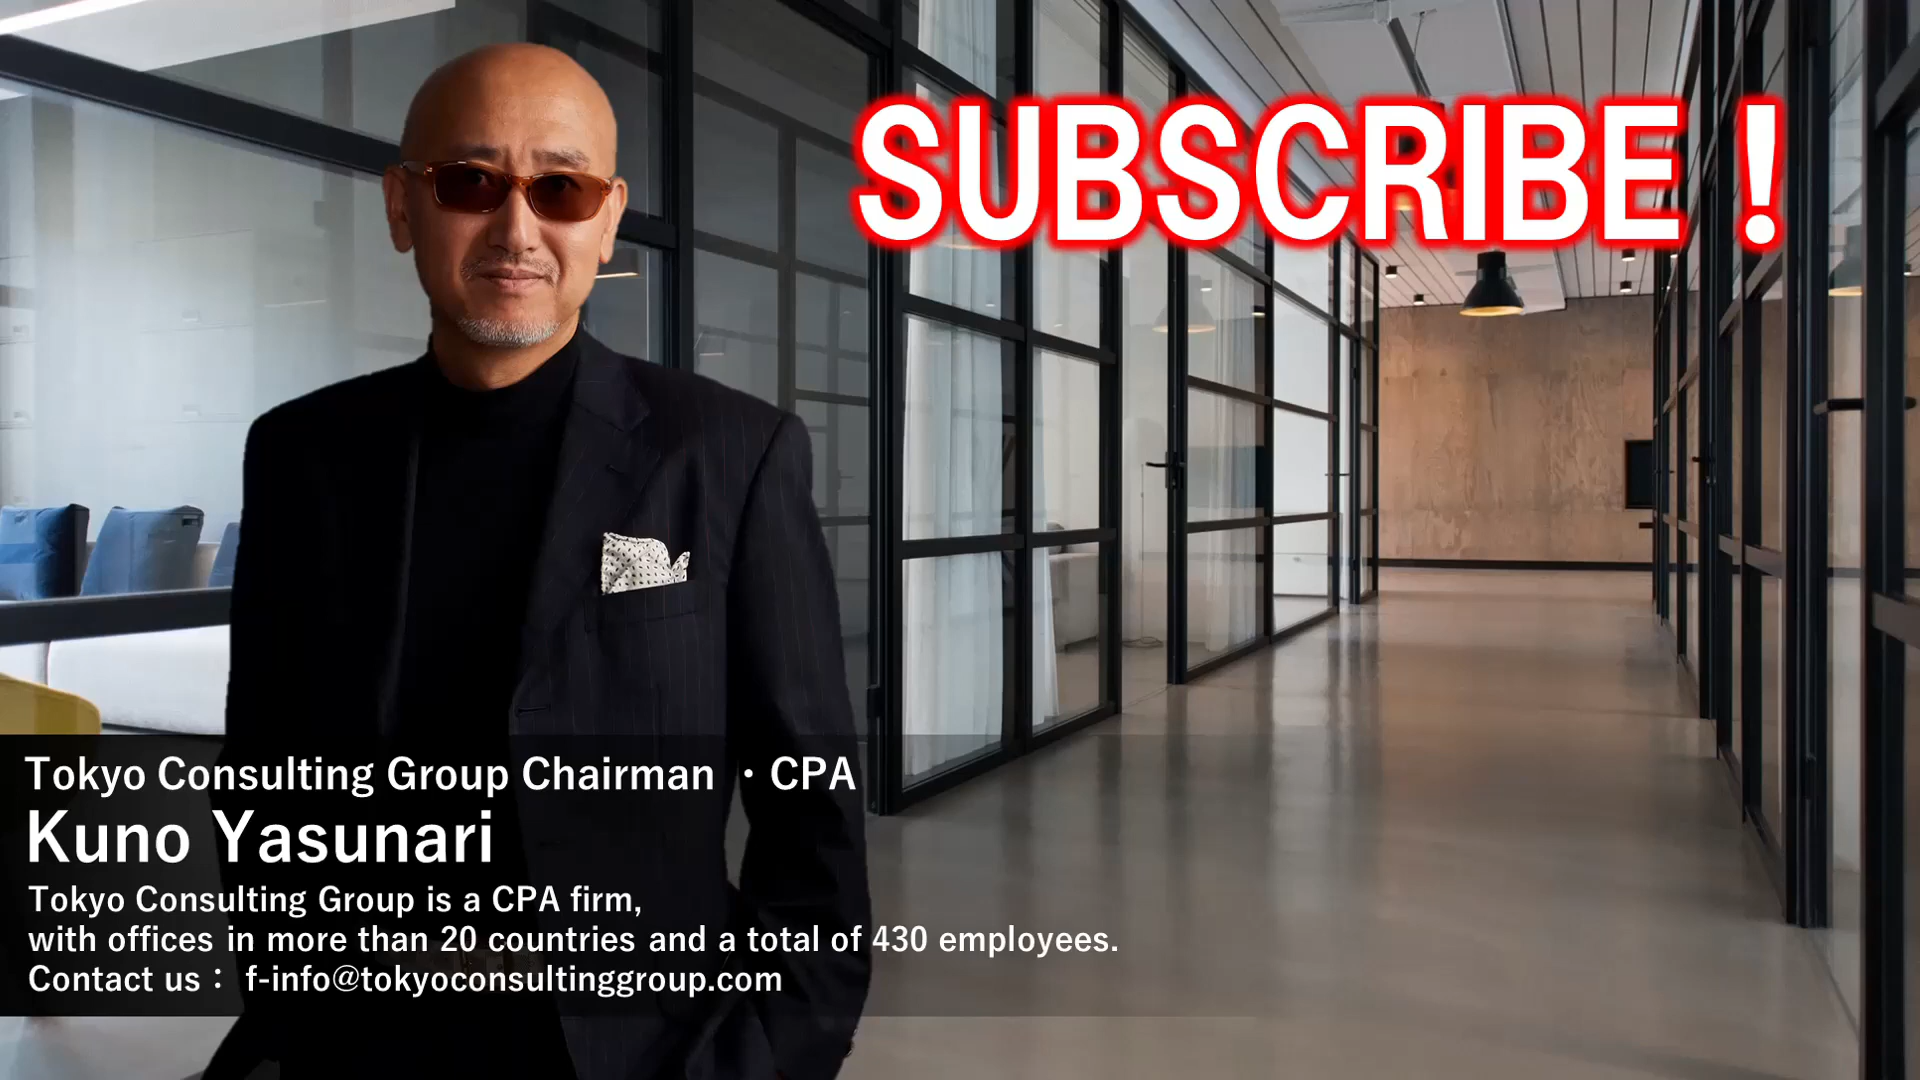 SUBSCRIBE！
Tokyo Consulting Group Chairman ・CPA
Kuno Yasunari
Tokyo Consulting Group is a CPA firm,
with offices in more than 20 countries and a total of 430 employees.
Contact us： f-info@tokyoconsultinggroup.com